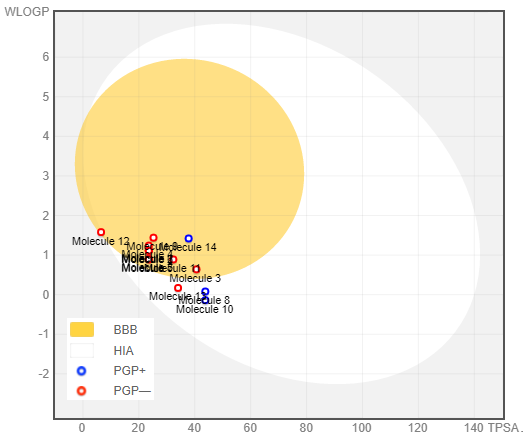 WLOGP
6
5
4
3
2
1
0
-1
-2
Molecule 12
Molecule 14
Molecule 3
Molecule 8
Molecule 10
BBB
HIA
PGP+
PGP—
0 20 40 60 80 100 120 140 TPSA